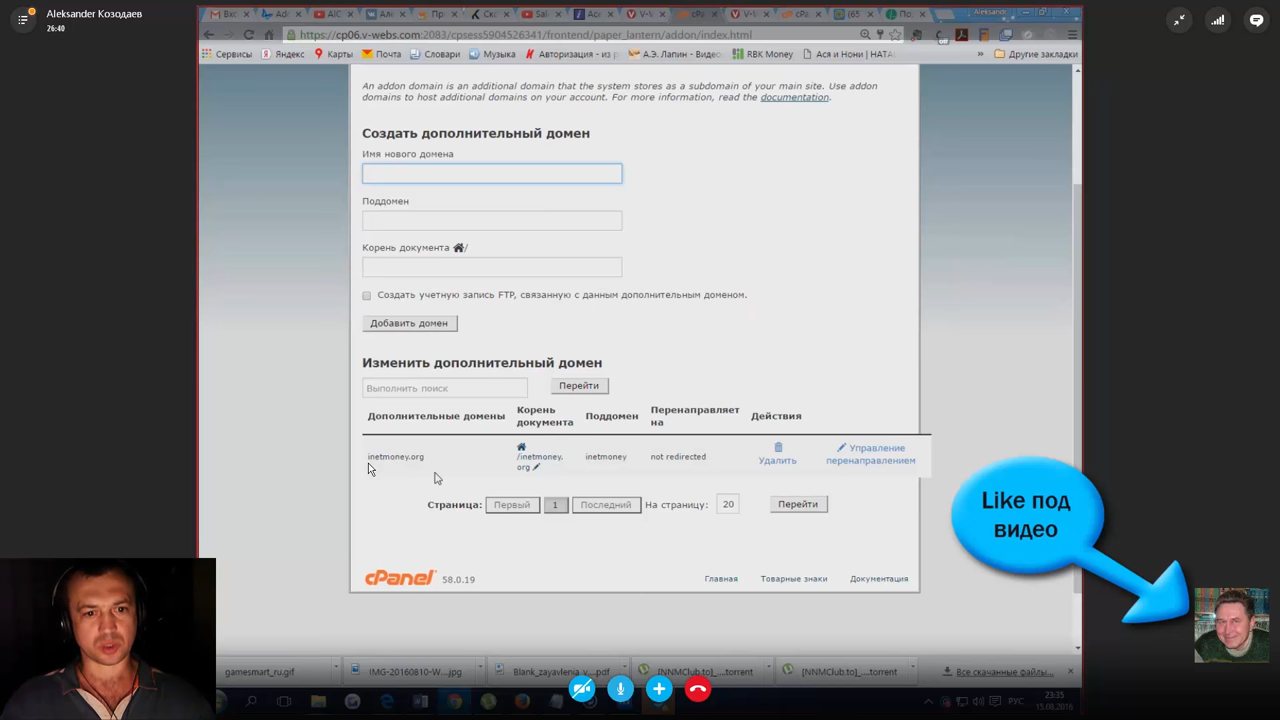 Aleksander Козодаев
26:40
https://cp06.v-webs.com:2083/cpsess5904526341/frontend/paper_lantern/addon/index.html
Сервисы Яндекс Карты Почта Словари Музыка Авторизация - из р А.Э. Лапин - Видео RBK Money Ася и Нони | НАТА » Другие закладки
An addon domain is an additional domain that the system stores as a subdomain of your main site. Use addon
domains to host additional domains on your account. For more information, read the documentation.
Создать дополнительный домен
Имя нового домена
Поддомен
Корень документа /
Создать учетную запись FTP, связанную с данным дополнительным доменом.
Добавить домен
Изменить дополнительный домен
Выполнить поиск Перейти
Дополнительные домены Корень документа Поддомен Перенаправляет на Действия
inetmoney.org /inetmoney.org inetmoney not redirected Удалить Управление перенаправлением
Страница: Первый 1 Последний На страницу: 20 Перейти
cPanel 58.0.19 Главная Товарные знаки Документация
Like под
видео
gamesmart_ru.gif IMG-20160810-W....jpg Blank_zayavlenia_v....pdf [NNMClub.to]_...torrent [NNMClub.to]_...torrent Все скачанные файлы...
РУС 23:35
15.08.2016